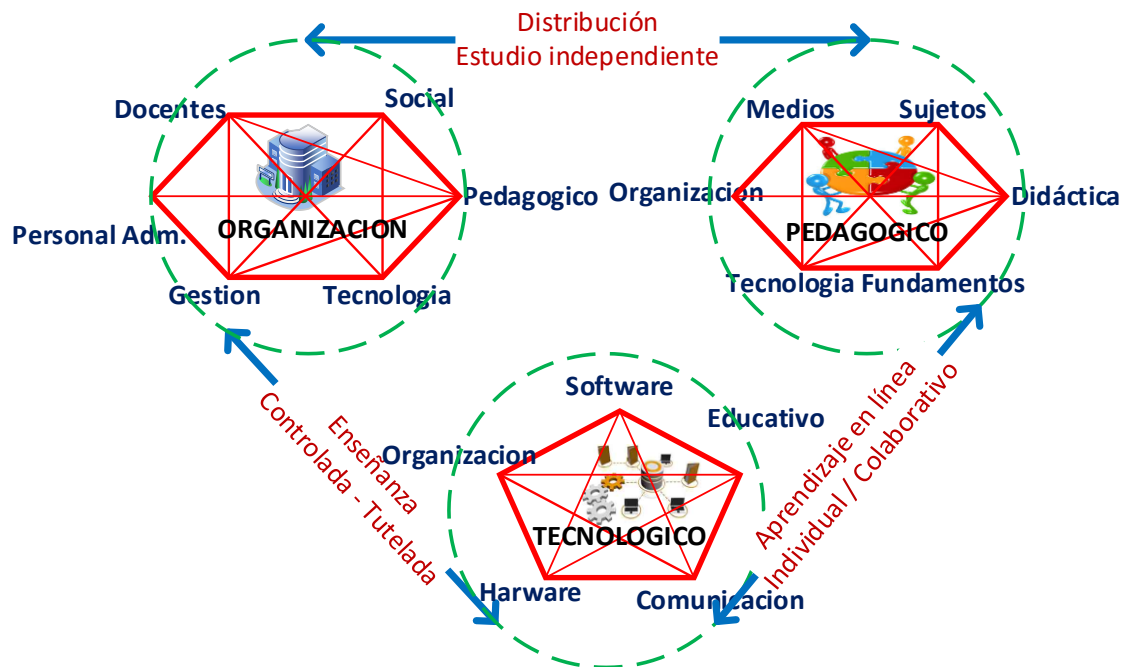 Distribución
Estudio independiente
Docentes
Social
Pedagogico
Personal Adm.
ORGANIZACION
Gestion
Tecnologia
Medios
Sujetos
Organizacion
Didáctica
PEDAGOGICO
Tecnologia
Fundamentos
Enseñanza
Controlada - Tutelada
Software
Educativo
Organizacion
TECNOLOGICO
Harware
Comunicacion
Aprendizaje en línea
Individual / Colaborativo